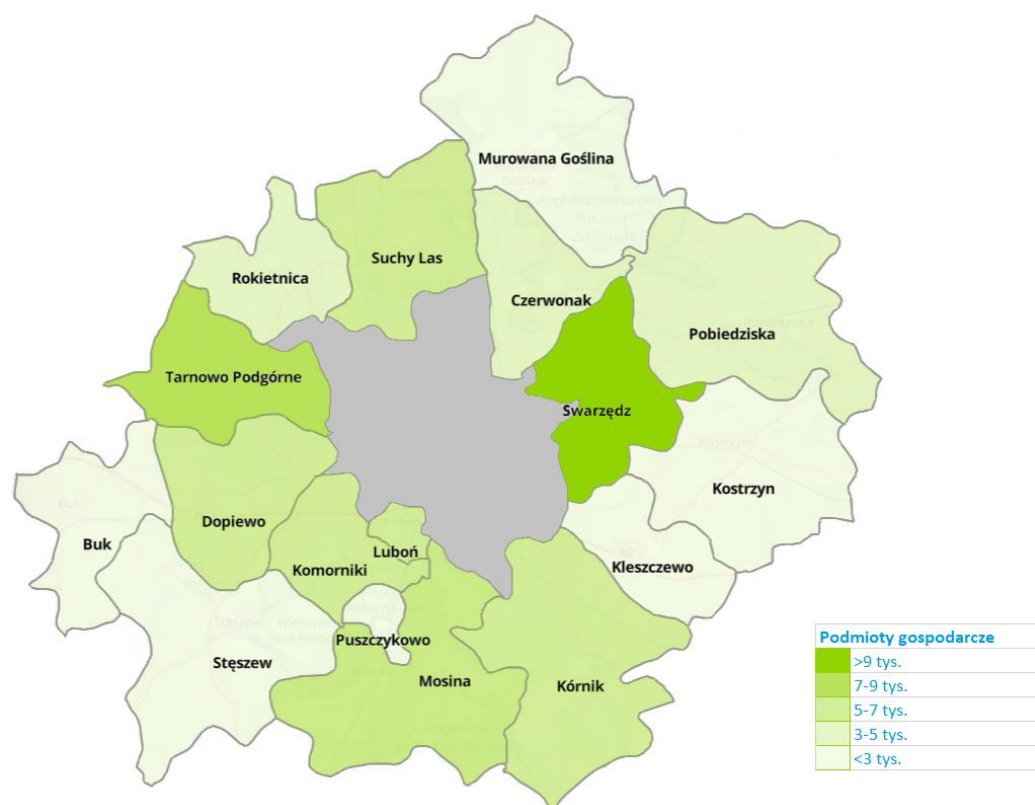 Murowana Goślina
Suchy Las
Rokietnica
Czerwonak
Pobiedziska
Tarnowo Podgórne
Swarzędz
Kostrzyn
Dopiewo
Buk
Luboń
Komorniki
Kleszczewo
Puszczykowo
Stęszew
Mosina
Kórnik
Podmioty gospodarcze
>9 tys.
7-9 tys.
5-7 tys.
3-5 tys.
<3 tys.